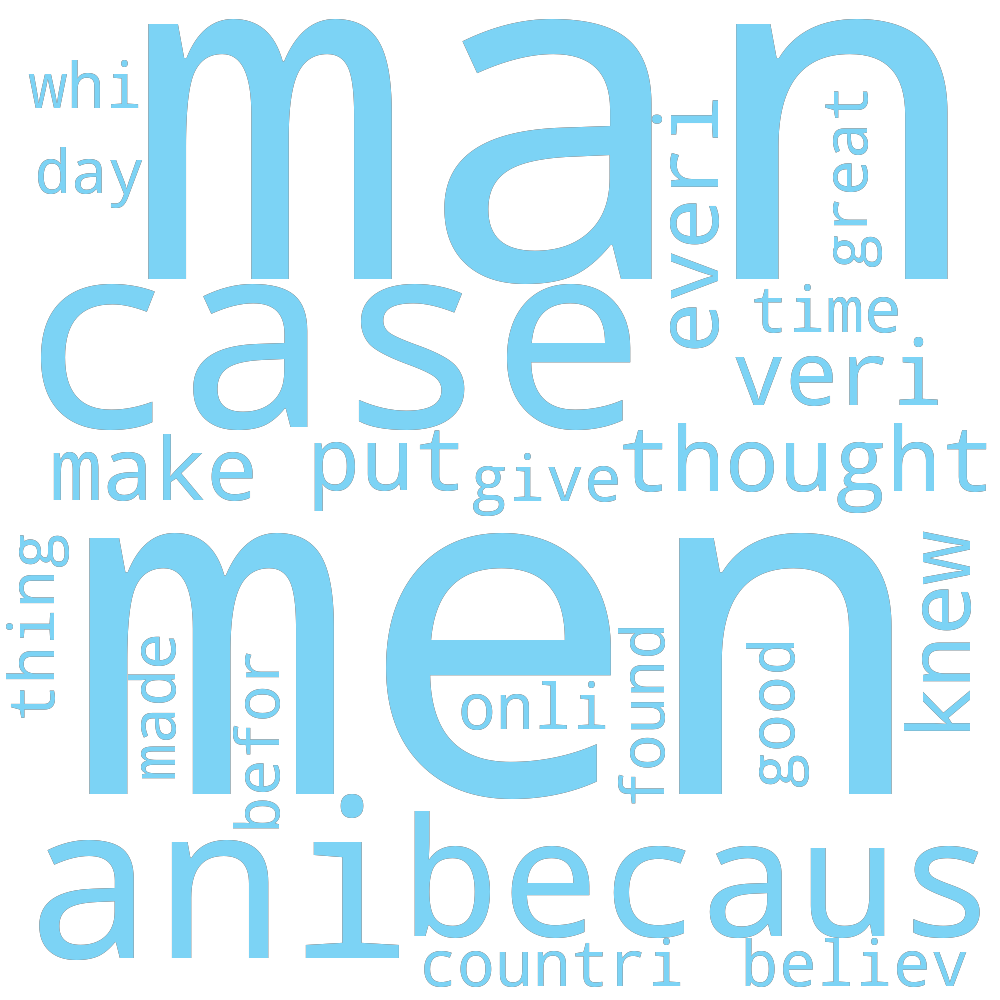 man
whi
day
everi
great
case
time
veri
make
put
give
thought
men
thing
made
befor
onli
found
good
knew
ani
becaus
countri
believ